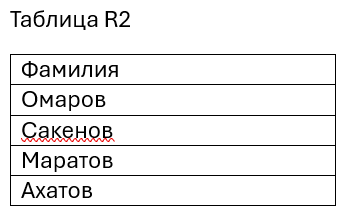 Таблица R2
Фамилия
Омаров
Сакенов
Маратов
Ахатов